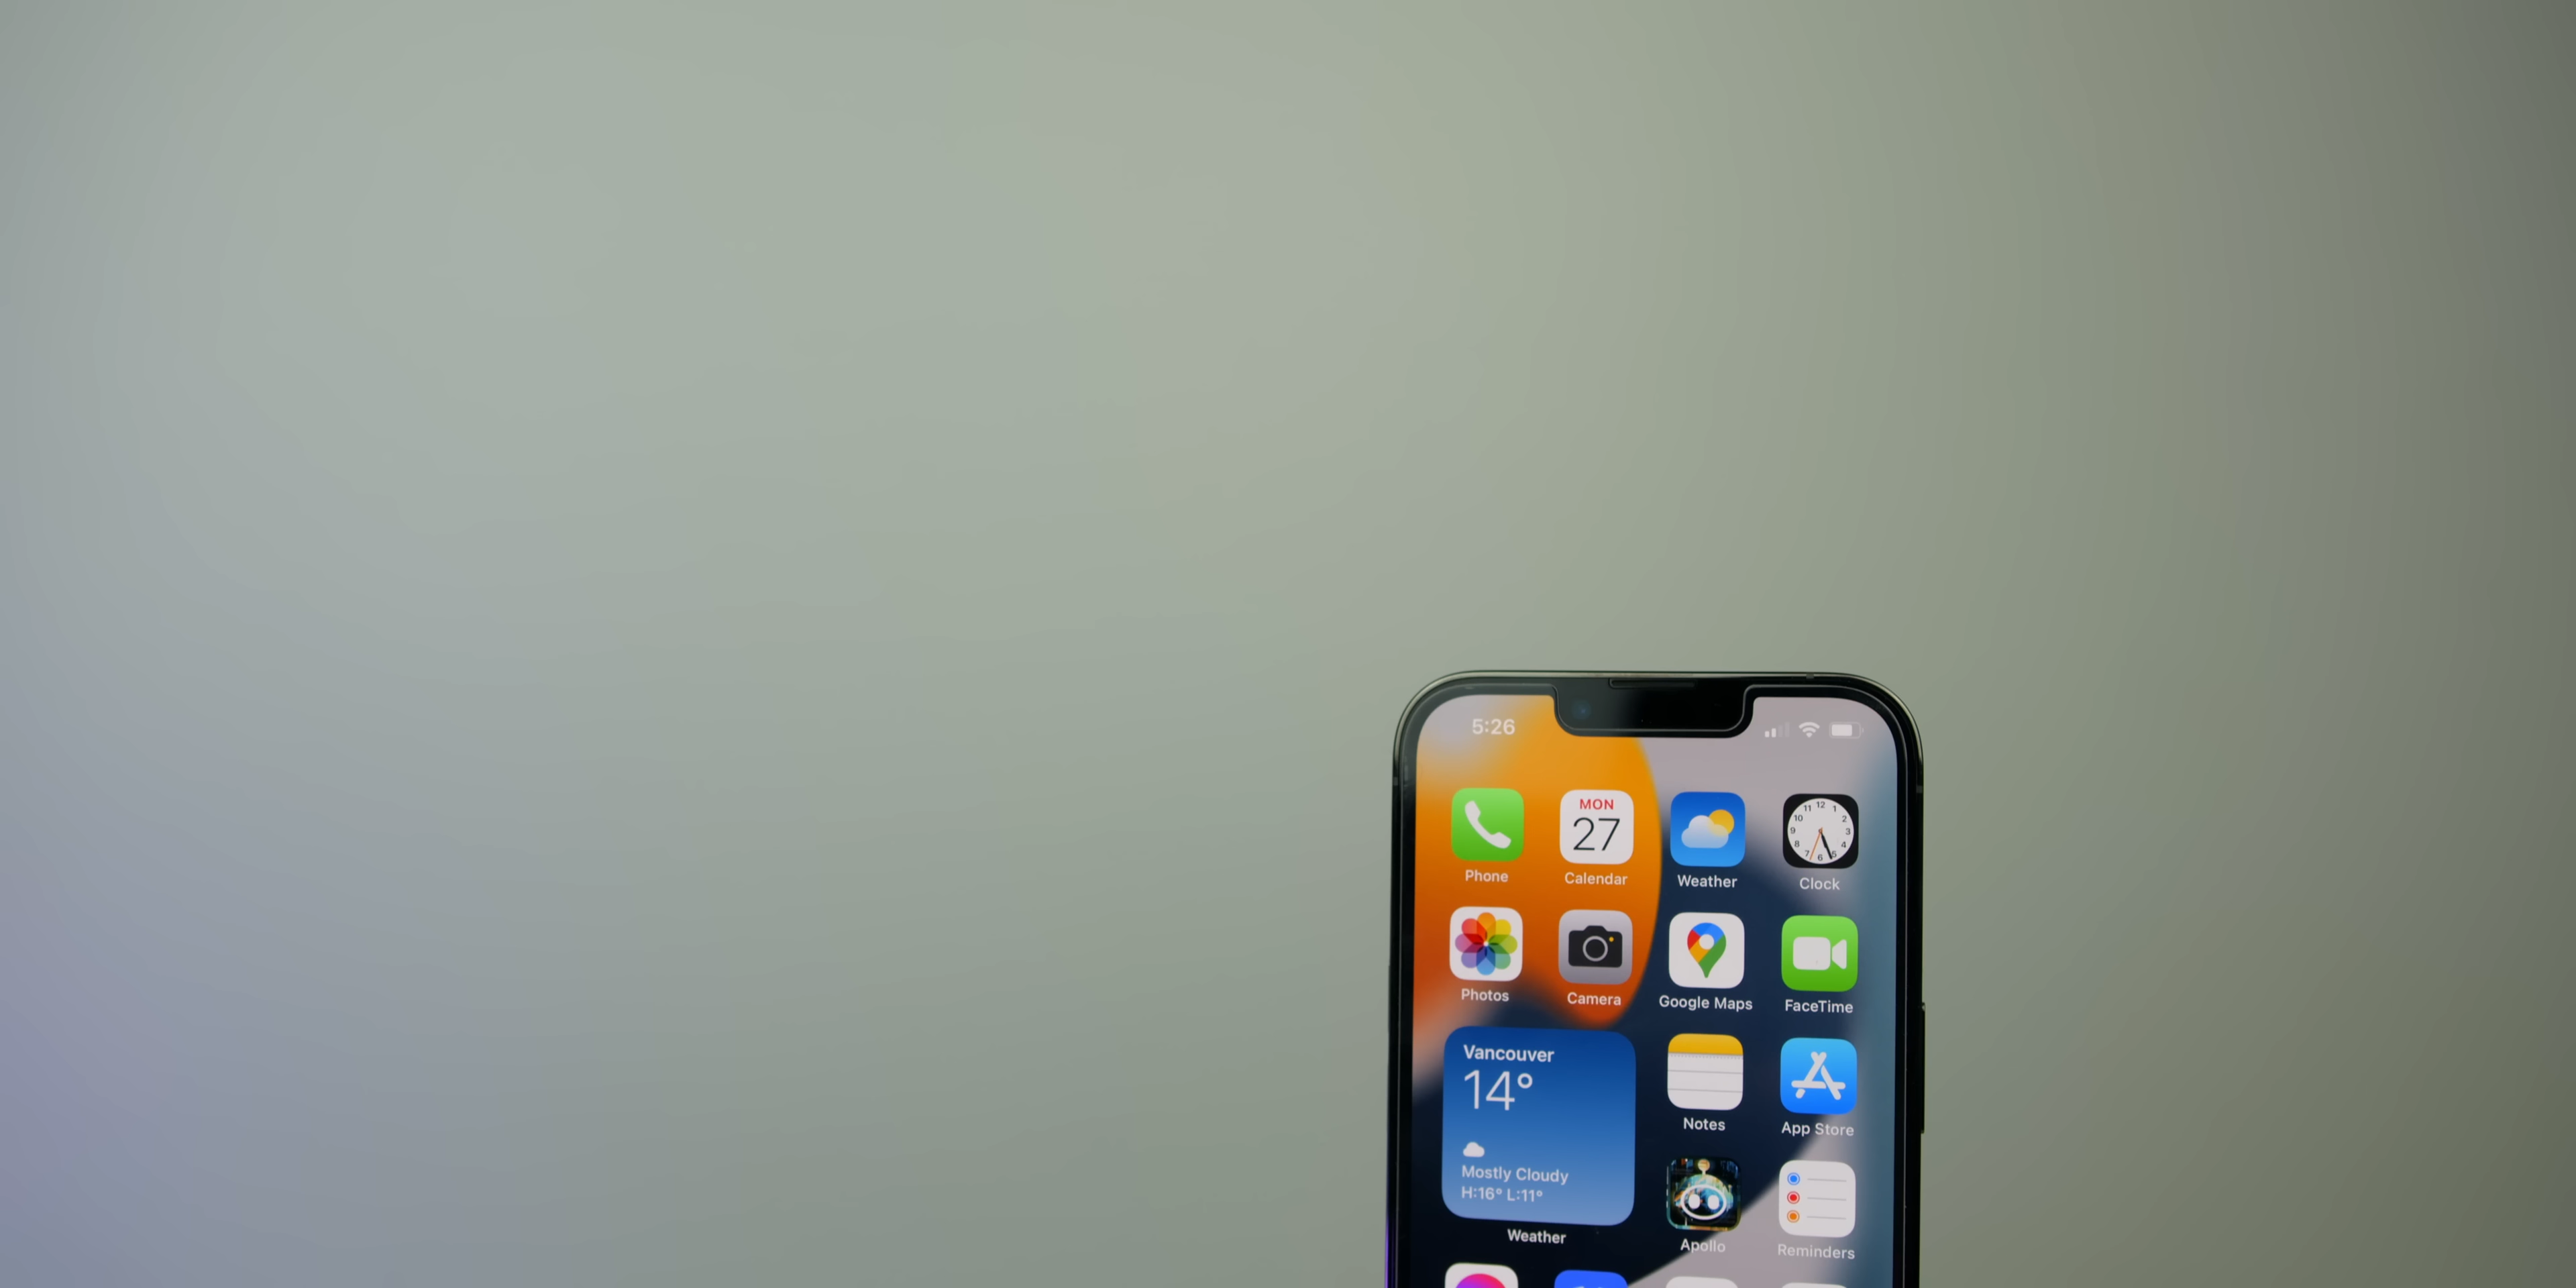 5:26
MON
27
Phone
Calendar
Weather
Clock
Photos
Camera
Google Maps
FaceTime
Vancouver
14°
Mostly Cloudy
H:16° L:11°
Weather
Notes
App Store
Apollo
Reminders